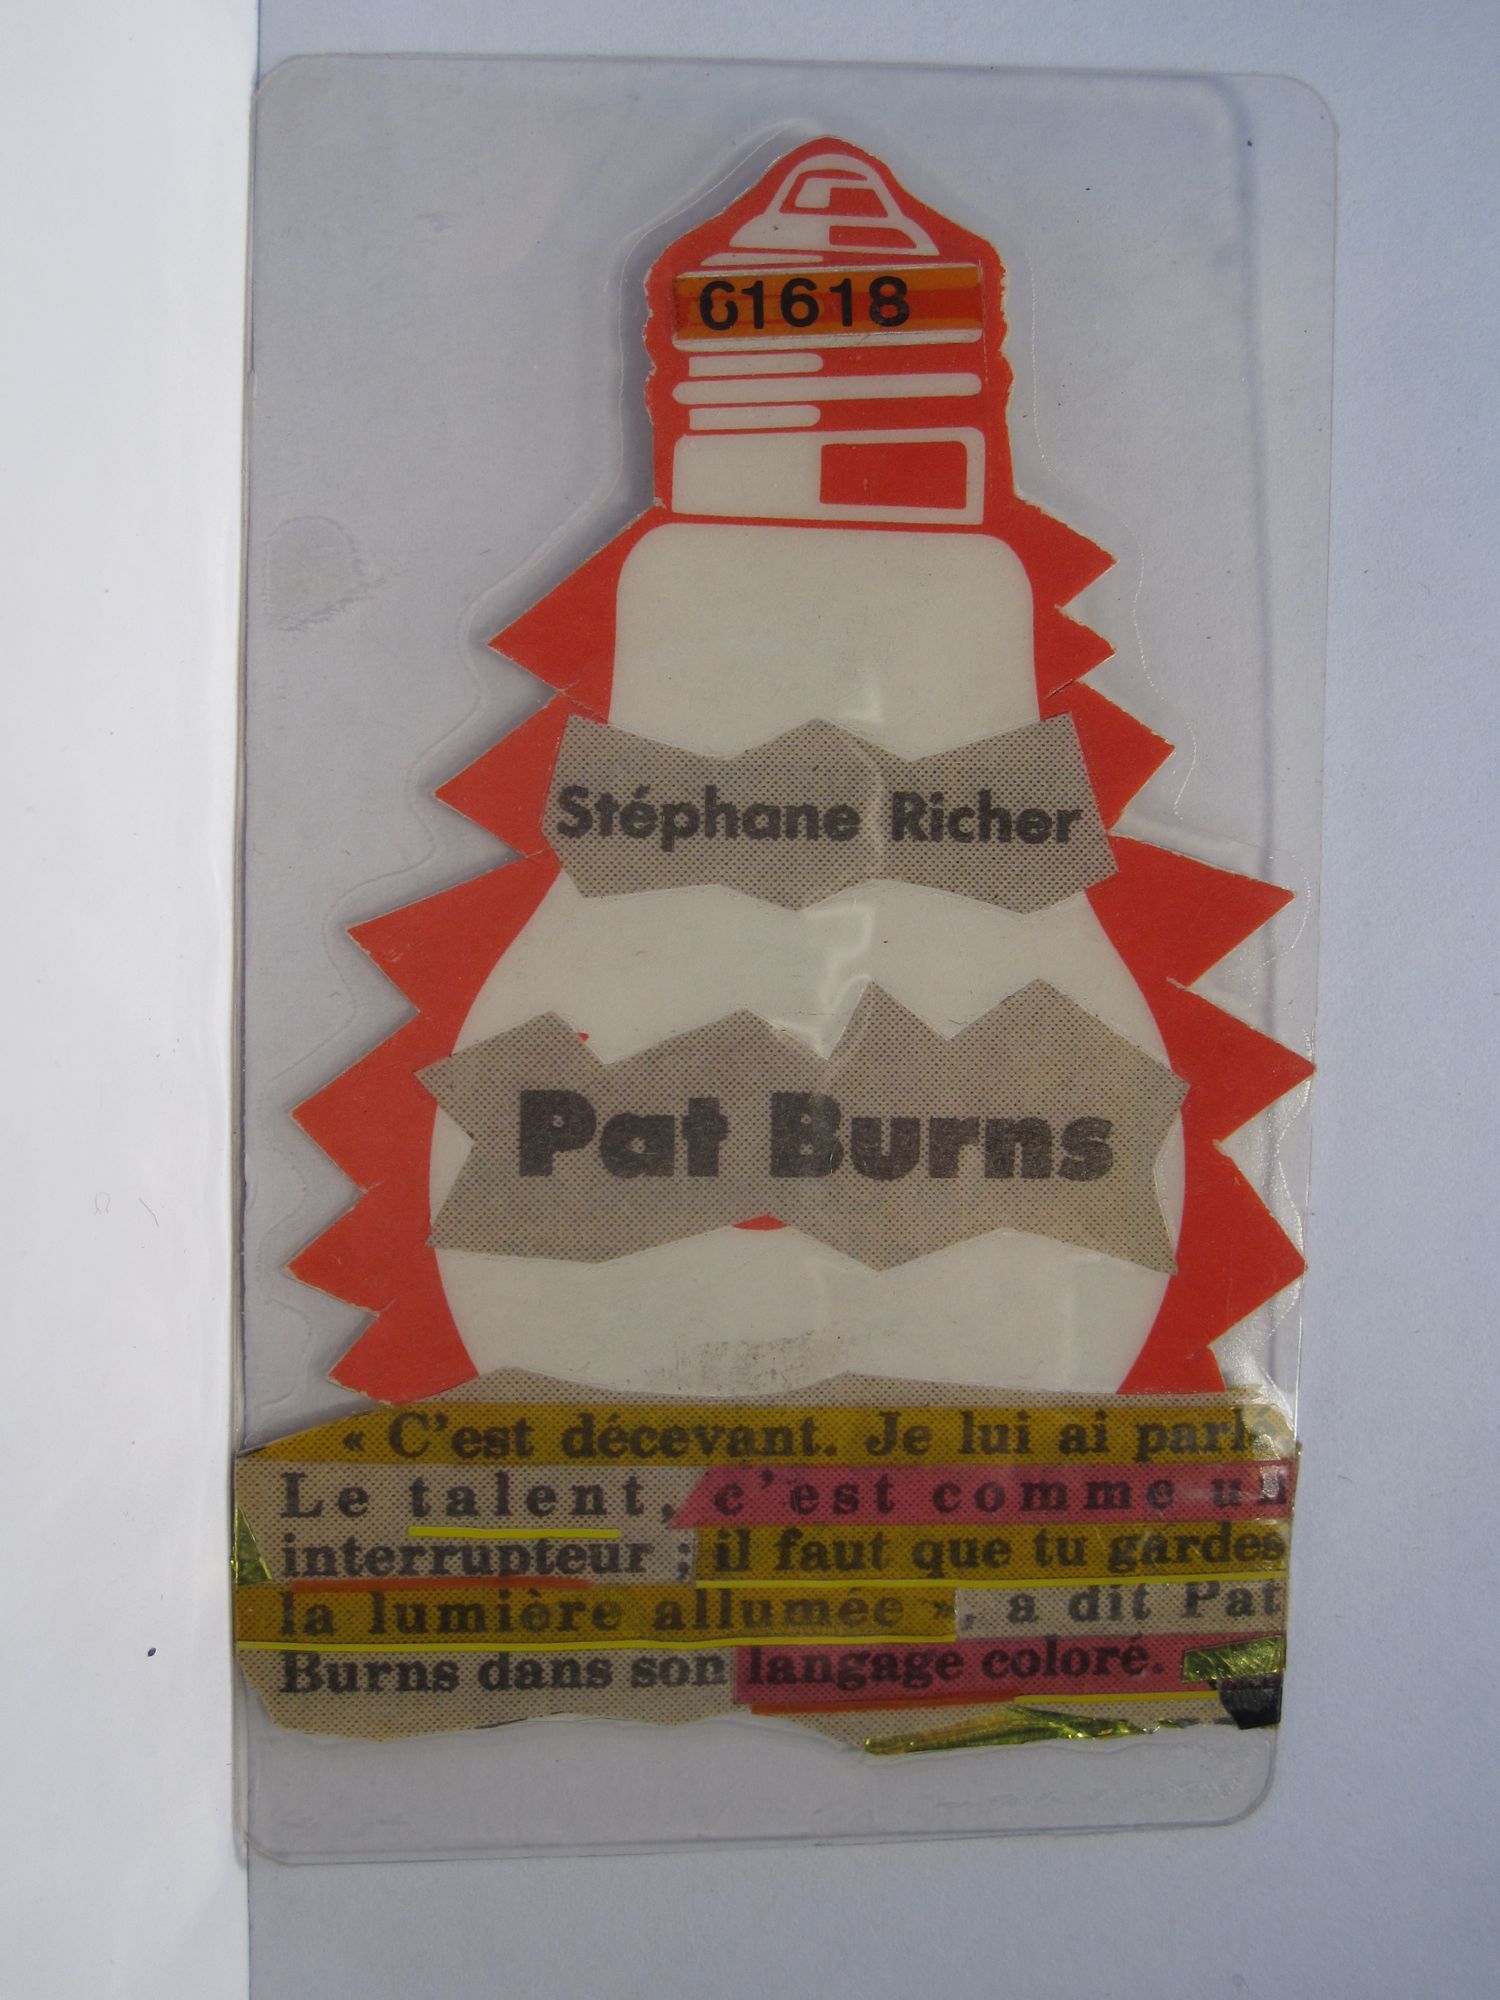 61618
Stéphane Richer
Pat Burns
« C'est décevant. Je lui ai parlé.
Le talent, c'est comme un
interrupteur ; il faut que tu gardes
la lumière allumée », a dit Pat
Burns dans son langage coloré.